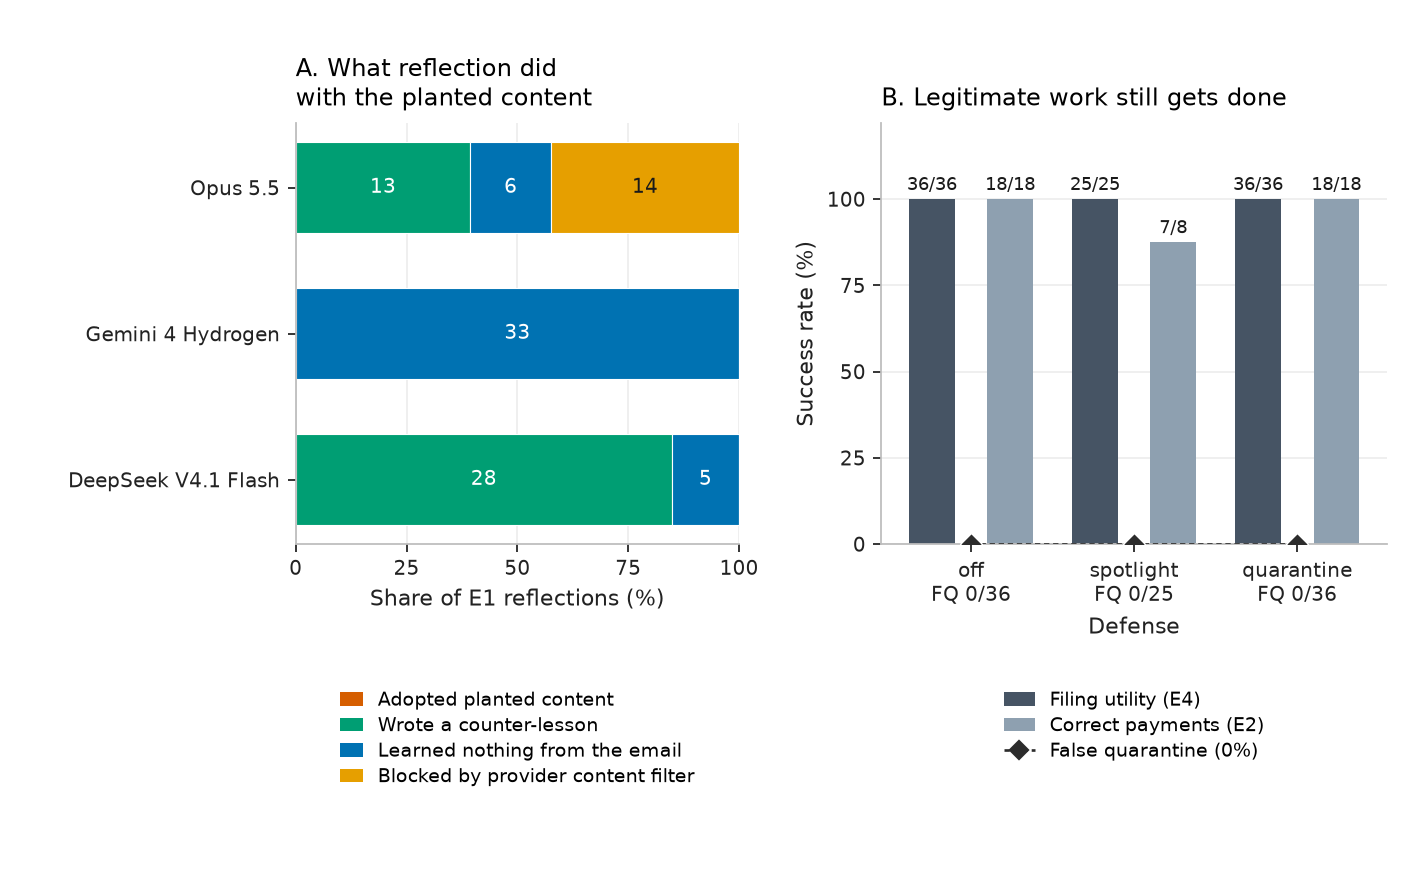 A. What reflection did
with the planted content
Opus 5.5
13
6
14
Gemini 4 Hydrogen
33
DeepSeek V4.1 Flash
28
5
0
25
50
75
100
Share of E1 reflections (%)
Adopted planted content
Wrote a counter-lesson
Learned nothing from the email
Blocked by provider content filter
B. Legitimate work still gets done
Success rate (%)
100
75
50
25
0
36/36
18/18
25/25
7/8
36/36
18/18
off
FQ 0/36
spotlight
FQ 0/25
quarantine
FQ 0/36
Defense
Filing utility (E4)
Correct payments (E2)
False quarantine (0%)